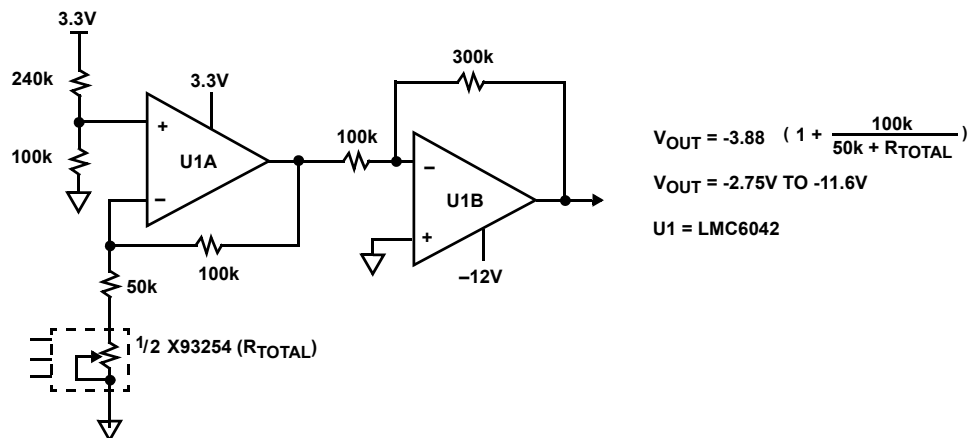 3.3V
240k
100k
+
−
U1A
3.3V
100k
50k
1/2 X93254 (RTOTAL)
100k
300k
−
+
U1B
–12V
VOUT = -3.88 ( 1 + 100k / 50k + RTOTAL )
VOUT = -2.75V TO -11.6V
U1 = LMC6042